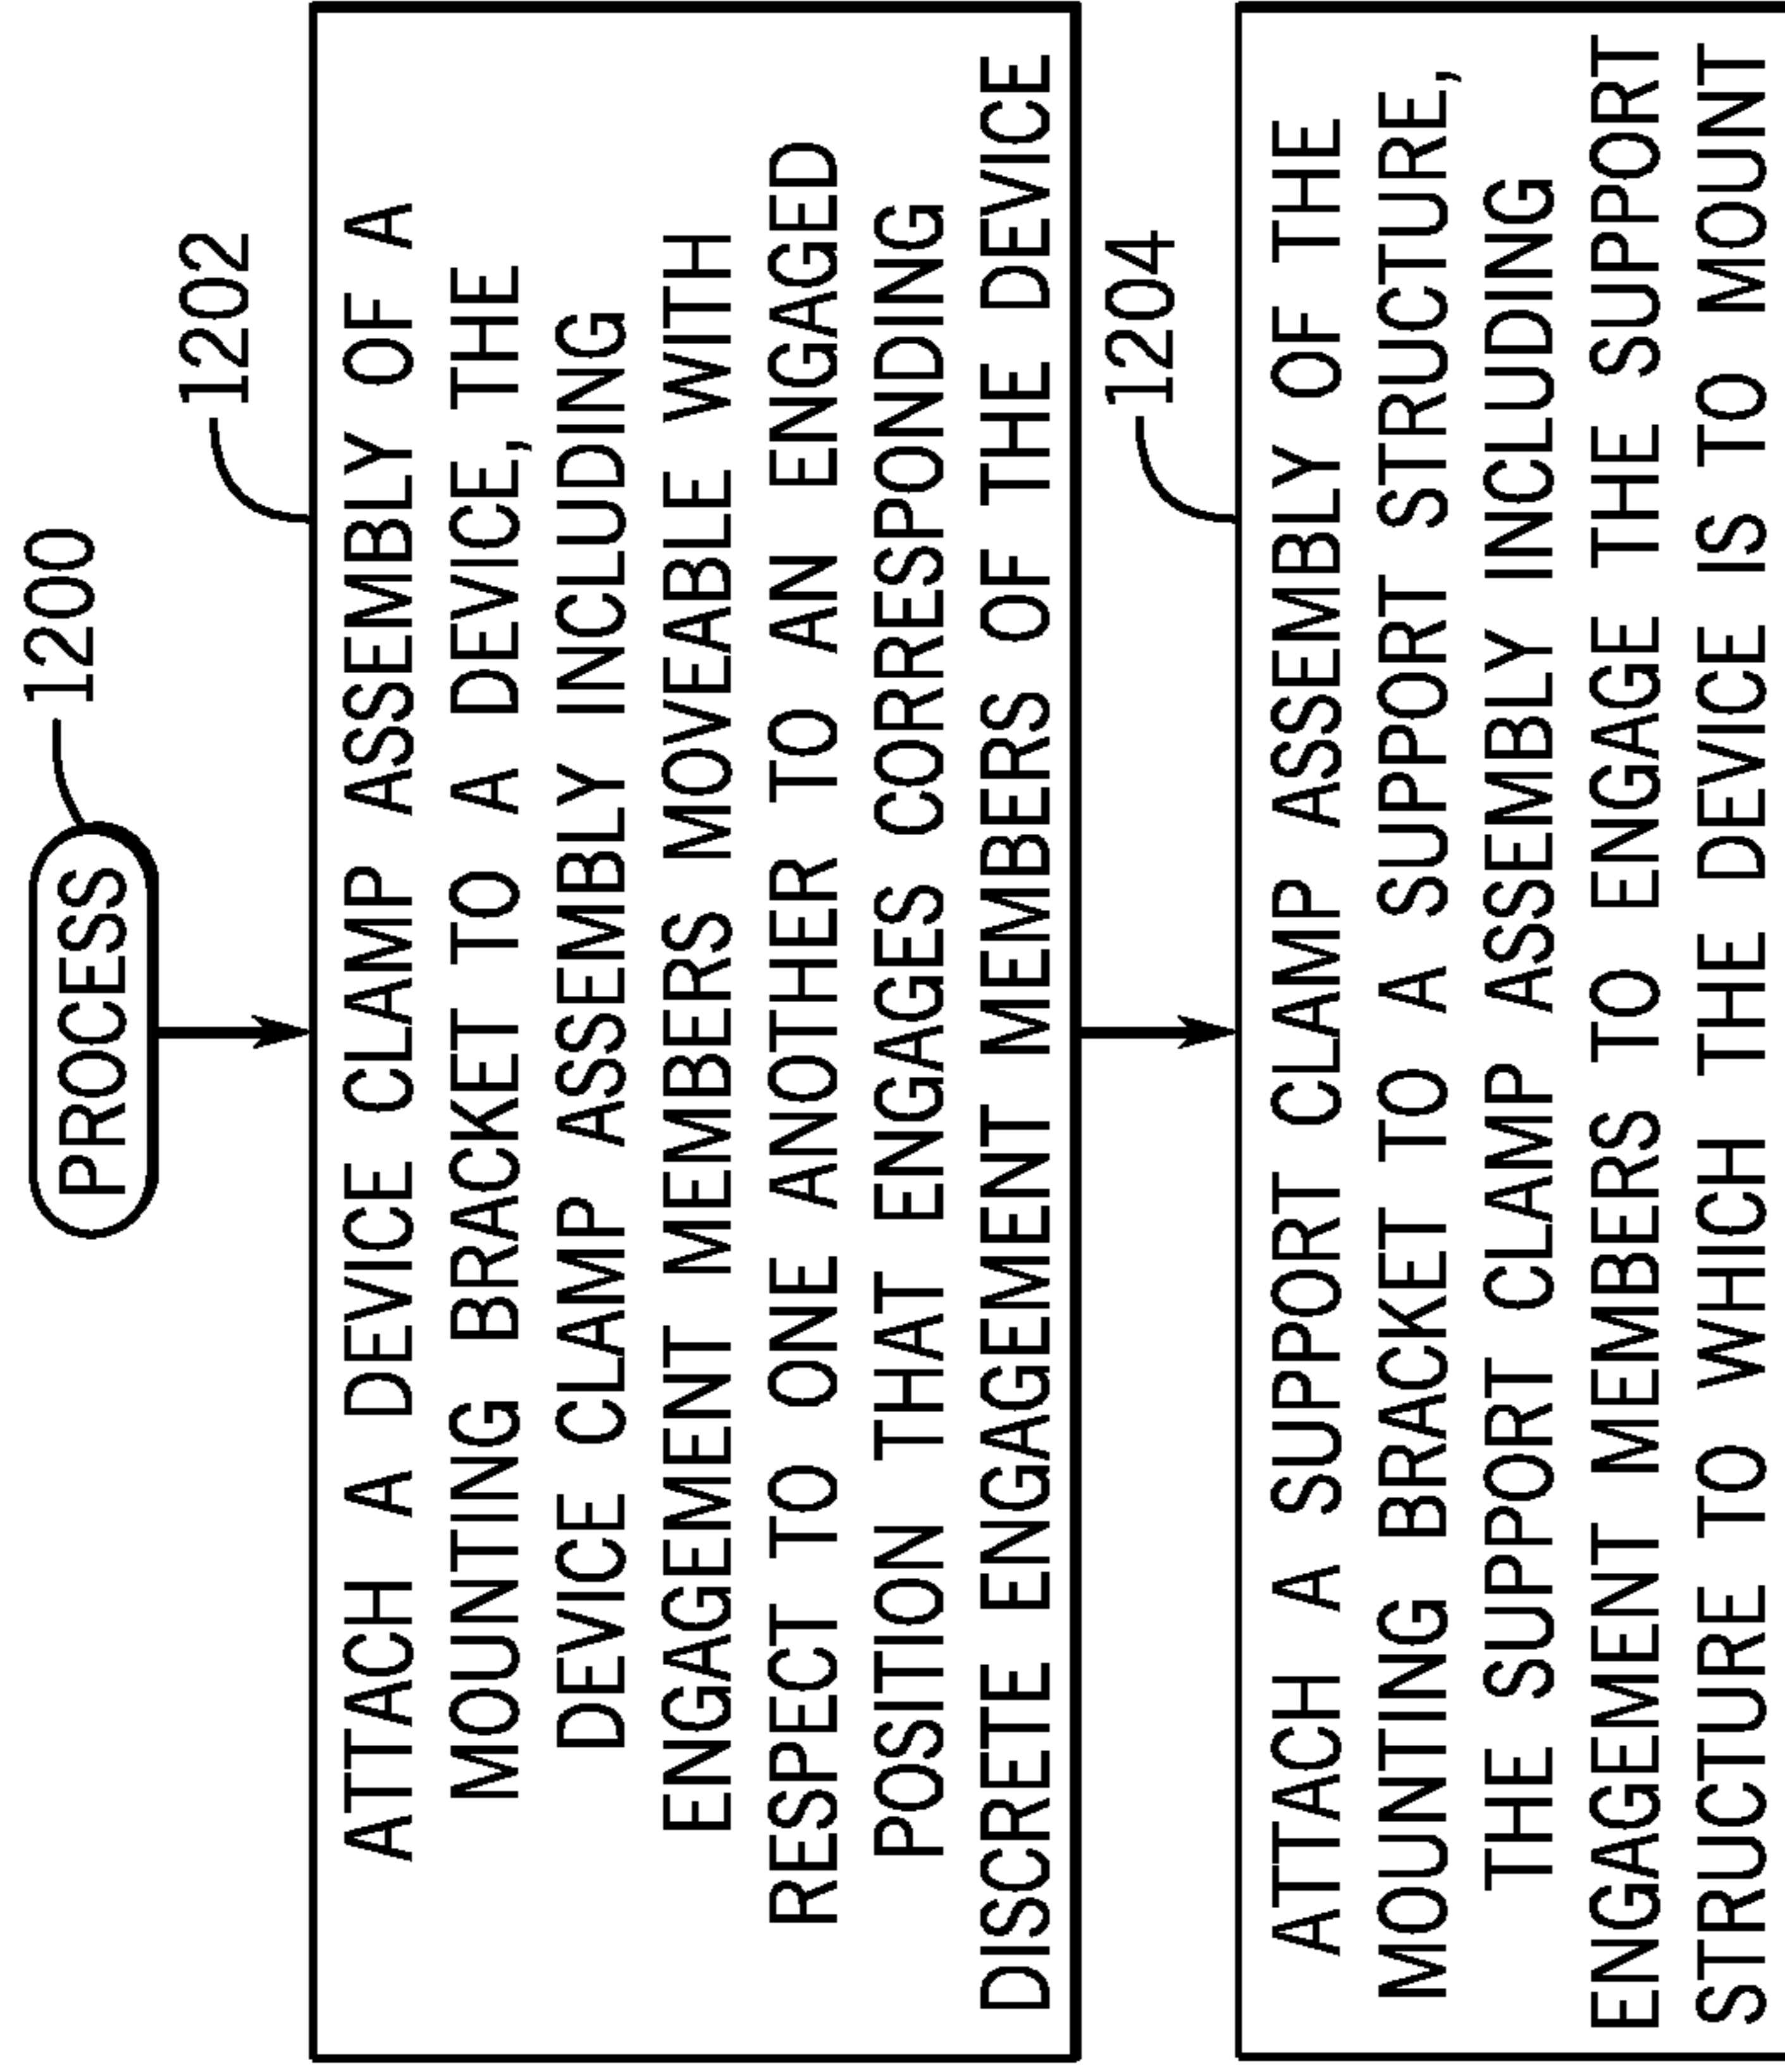 1200
PROCESS
1202
ATTACH A DEVICE CLAMP ASSEMBLY OF A
MOUNTING BRACKET TO A DEVICE, THE
DEVICE CLAMP ASSEMBLY INCLUDING
ENGAGEMENT MEMBERS MOVEABLE WITH
RESPECT TO ONE ANOTHER TO AN ENGAGED
POSITION THAT ENGAGES CORRESPONDING
DISCRETE ENGAGEMENT MEMBERS OF THE DEVICE
1204
ATTACH A SUPPORT CLAMP ASSEMBLY OF THE
MOUNTING BRACKET TO A SUPPORT STRUCTURE,
THE SUPPORT CLAMP ASSEMBLY INCLUDING
ENGAGEMENT MEMBERS TO ENGAGE THE SUPPORT
STRUCTURE TO WHICH THE DEVICE IS TO MOUNT